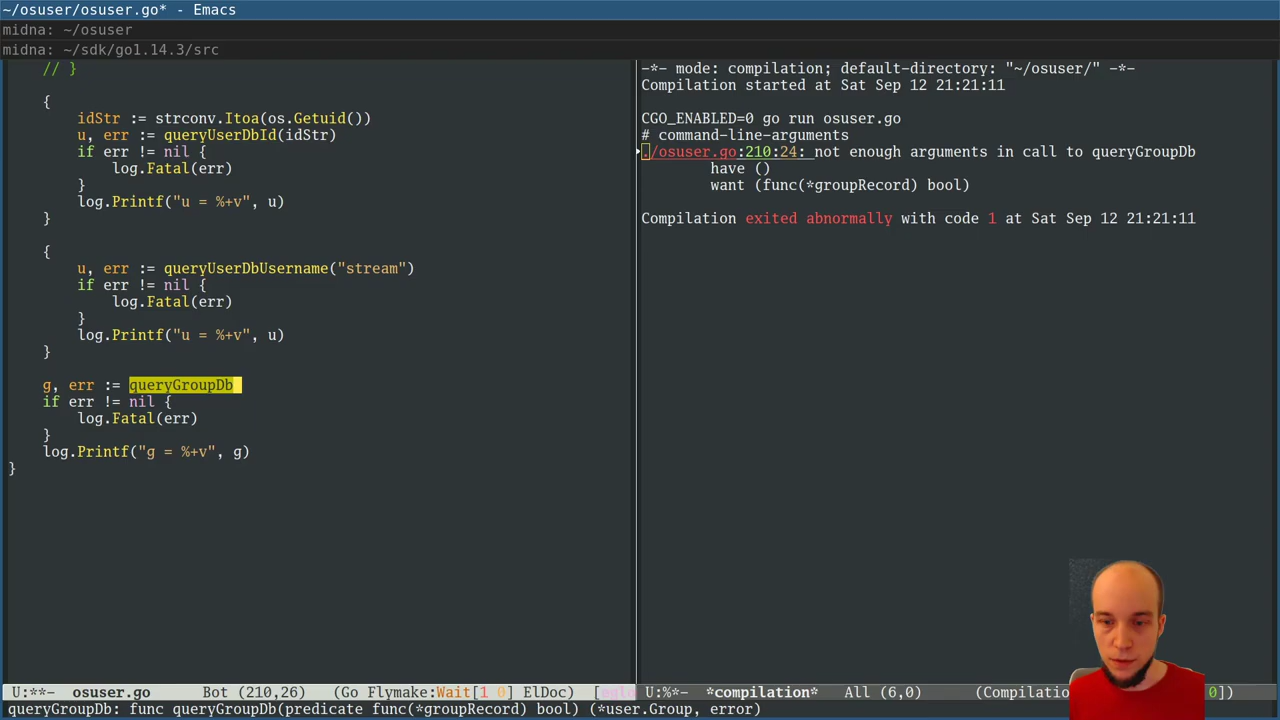 ~/osuser/osuser.go* - Emacs
midna: ~/osuser
midna: ~/sdk/go1.14.3/src
// }
{
idStr := strconv.Itoa(os.Getuid())
u, err := queryUserDbId(idStr)
if err != nil {
log.Fatal(err)
}
log.Printf("u = %+v", u)
}
{
u, err := queryUserDbUsername("stream")
if err != nil {
log.Fatal(err)
}
log.Printf("u = %+v", u)
}
g, err := queryGroupDb
if err != nil {
log.Fatal(err)
}
log.Printf("g = %+v", g)
}
U:**-  osuser.go      Bot (210,26)   (Go Flymake:Wait[1 0] ElDoc)  [eglo
queryGroupDb: func queryGroupDb(predicate func(*groupRecord) bool) (*user.Group, error)
-*- mode: compilation; default-directory: "~/osuser/" -*-
Compilation started at Sat Sep 12 21:21:11
CGO_ENABLED=0 go run osuser.go
# command-line-arguments
./osuser.go:210:24: not enough arguments in call to queryGroupDb
have ()
want (func(*groupRecord) bool)
Compilation exited abnormally with code 1 at Sat Sep 12 21:21:11
U:%*-  *compilation*   All (6,0)      (Compilatio 0])